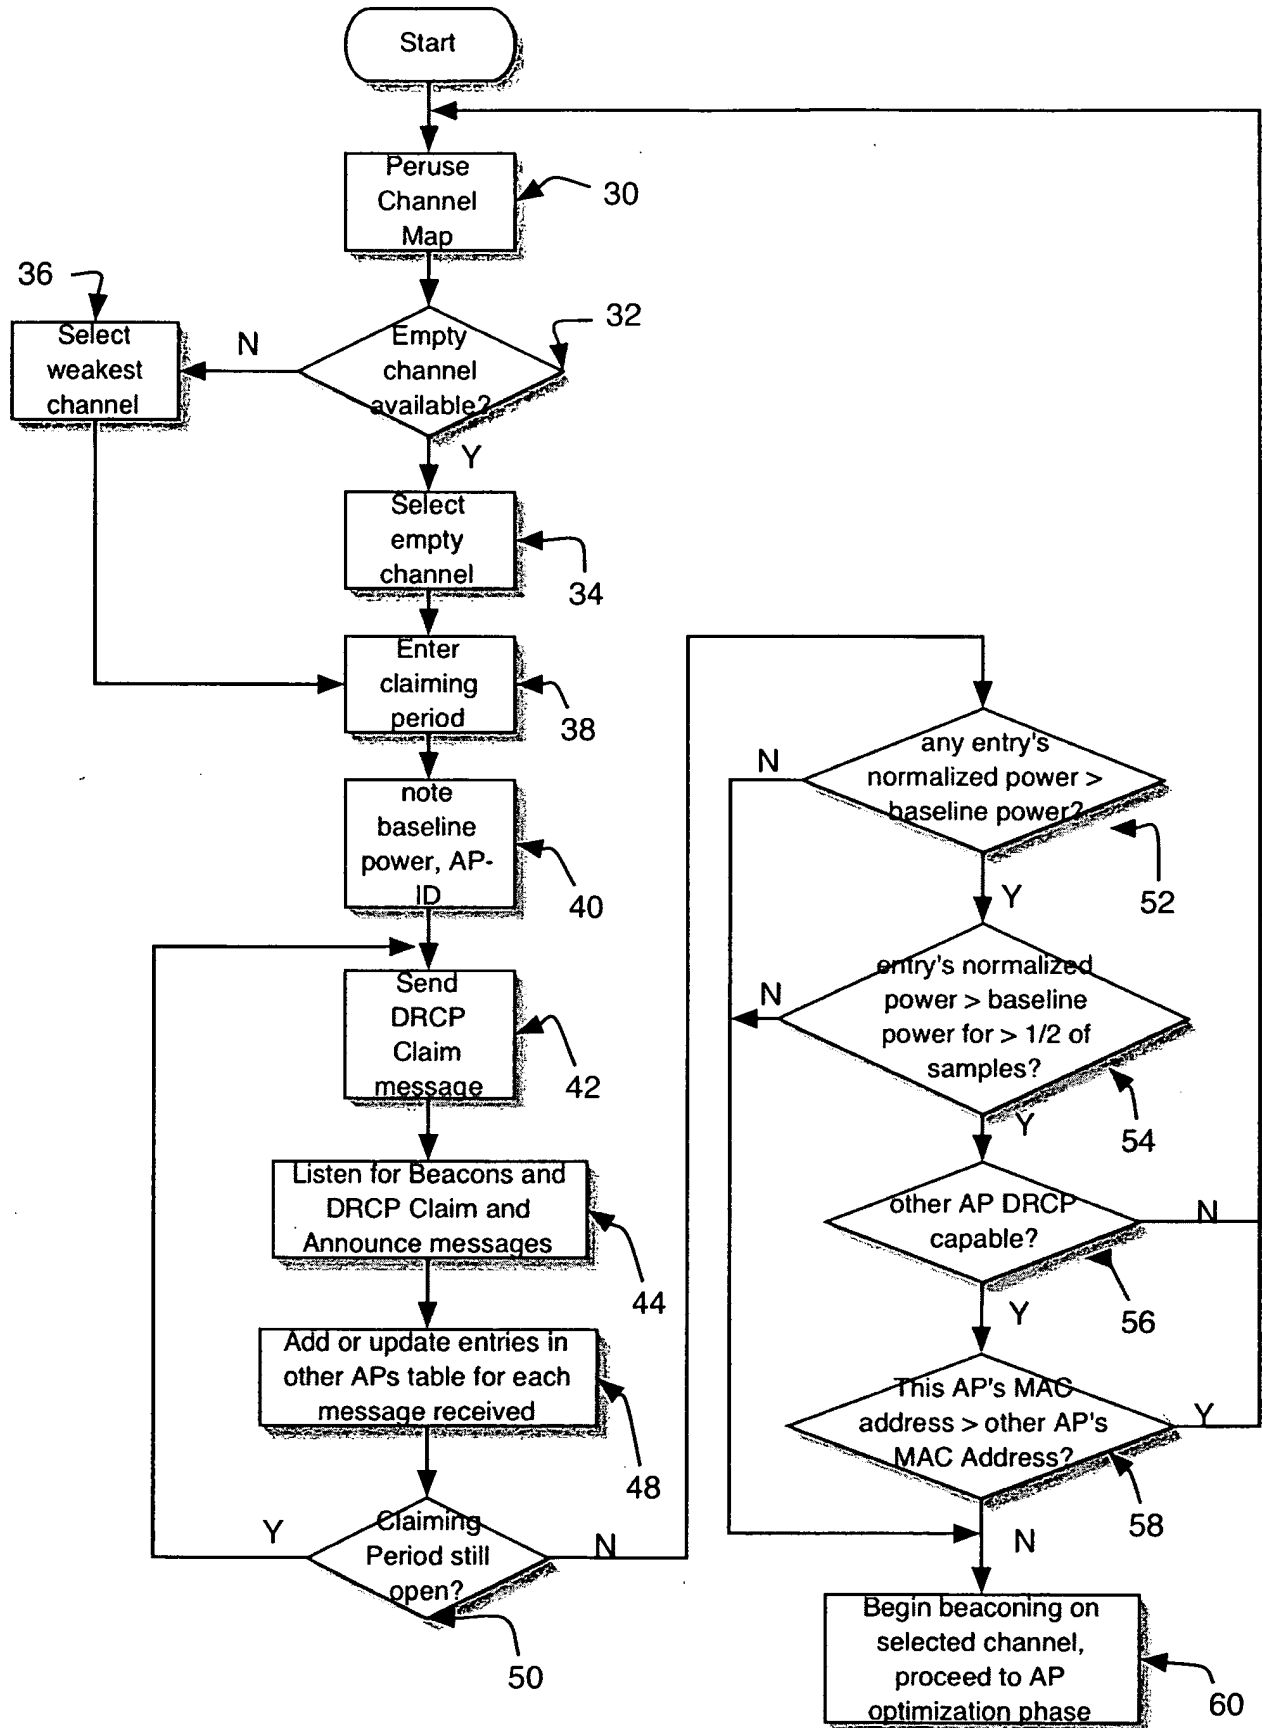 Start
Peruse
Channel
Map
30
36
Select
weakest
channel
N
Empty
channel
available?
32
Y
Select
empty
channel
34
Enter
claiming
period
38
note
baseline
power, AP-
ID
40
Send
DRCP
Claim
message
42
Listen for Beacons and
DRCP Claim and
Announce messages
44
Add or update entries in
other APs table for each
message received
48
Claiming
Period still
open?
Y
N
50
any entry's
normalized power >
baseline power?
N
52
Y
entry's normalized
power > baseline
power for > 1/2 of
samples?
N
54
Y
other AP DRCP
capable?
N
56
Y
This AP's MAC
address > other AP's
MAC Address?
Y
58
N
Begin beaconing on
selected channel,
proceed to AP
optimization phase
60